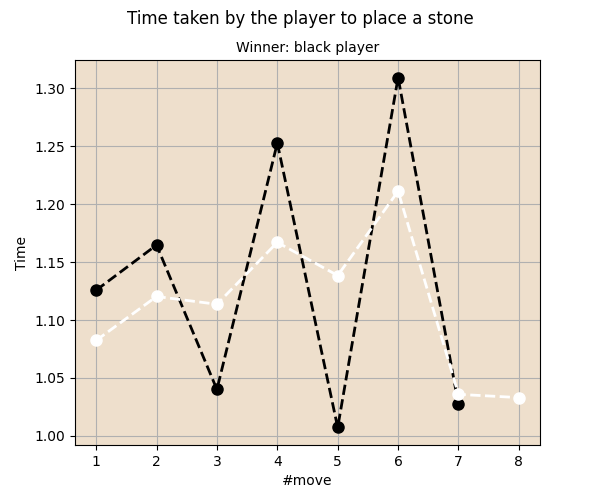 Time taken by the player to place a stone
Winner: black player
1.30
1.25
1.20
1.15
1.10
1.05
1.00
Time
1 2 3 4 5 6 7 8
#move